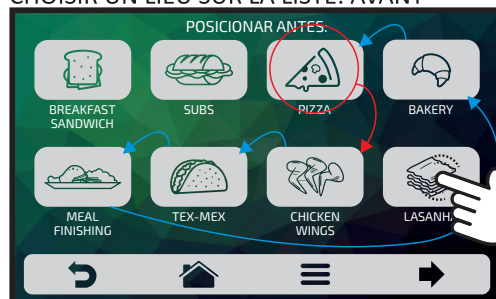 CHOISIR UN LIEU SUR LA LISTE: AVANT
POSICIONAR ANTES:
BREAKFAST
SANDWICH
SUBS
PIZZA
BAKERY
MEAL
FINISHING
TEX-MEX
CHICKEN
WINGS
LASANHA